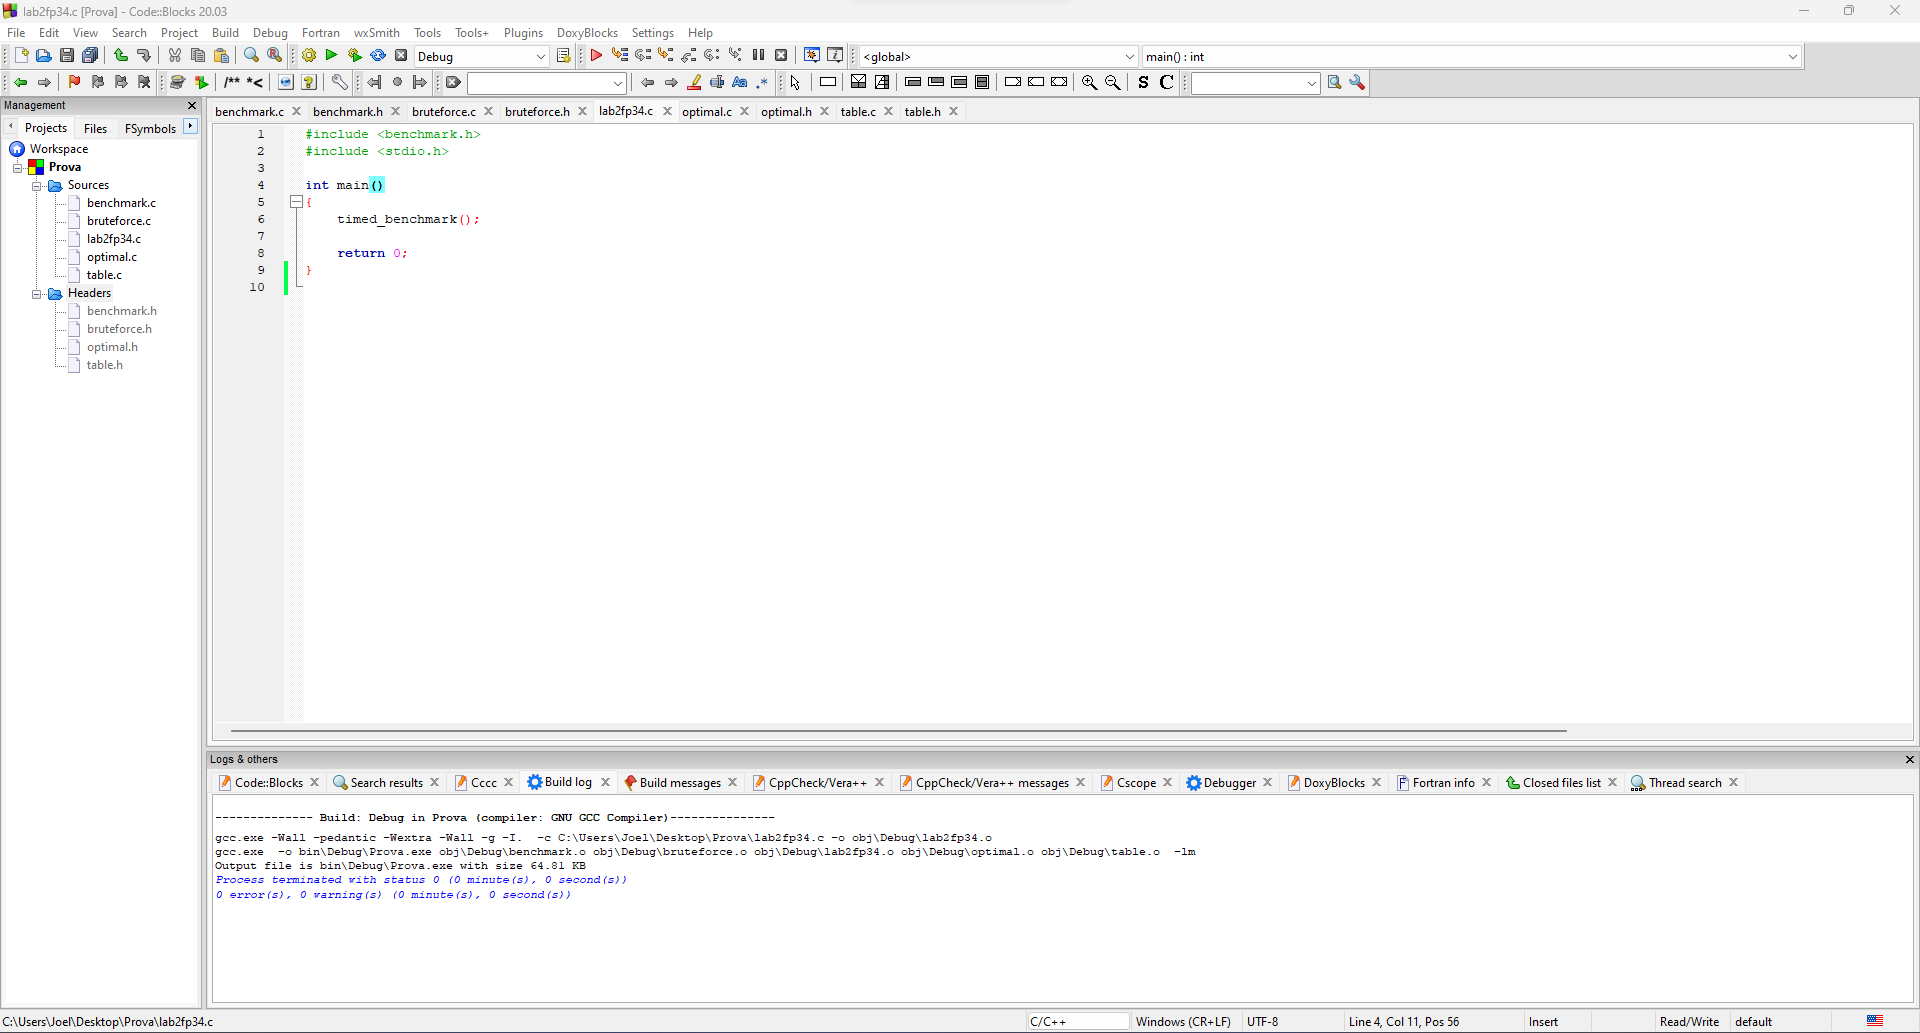 lab2fp34.c [Prova] - Code::Blocks 20.03
File Edit View Search Project Build Debug Fortran wxSmith Tools Tools+ Plugins DoxyBlocks Settings Help
Debug <global> main() : int
/** *< Aa .* S C
Management
Projects Files FSymbols
Workspace
Prova
Sources
benchmark.c
bruteforce.c
lab2fp34.c
optimal.c
table.c
Headers
benchmark.h
bruteforce.h
optimal.h
table.h
benchmark.c benchmark.h bruteforce.c bruteforce.h lab2fp34.c optimal.c optimal.h table.c table.h
1 #include <benchmark.h>
2 #include <stdio.h>
3
4 int main()
5 {
6 timed_benchmark();
7
8 return 0;
9 }
10
Logs & others
Code::Blocks Search results Cccc Build log Build messages CppCheck/Vera++ CppCheck/Vera++ messages Cscope Debugger DoxyBlocks Fortran info Closed files list Thread search
-------------- Build: Debug in Prova (compiler: GNU GCC Compiler)---------------
gcc.exe -Wall -pedantic -Wextra -Wall -g -I. -c C:\Users\Joel\Desktop\Prova\lab2fp34.c -o obj\Debug\lab2fp34.o
gcc.exe -o bin\Debug\Prova.exe obj\Debug\benchmark.o obj\Debug\bruteforce.o obj\Debug\lab2fp34.o obj\Debug\optimal.o obj\Debug\table.o -lm
Output file is bin\Debug\Prova.exe with size 64.81 KB
Process terminated with status 0 (0 minute(s), 0 second(s))
0 error(s), 0 warning(s) (0 minute(s), 0 second(s))
C:\Users\Joel\Desktop\Prova\lab2fp34.c C/C++ Windows (CR+LF) UTF-8 Line 4, Col 11, Pos 56 Insert Read/Write default